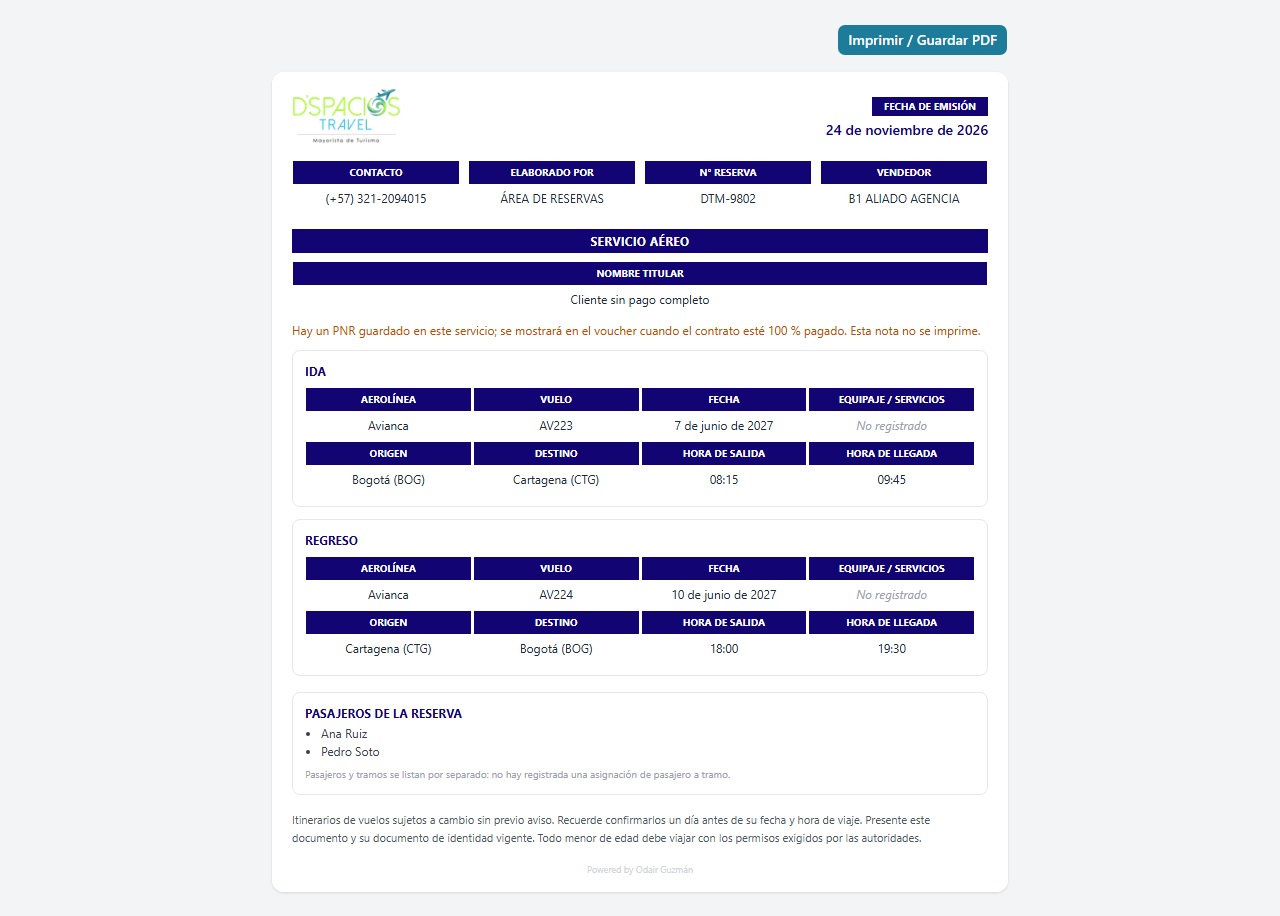 Imprimir / Guardar PDF
D'SPACIOS
TRAVEL
Mayorista de Turismo
FECHA DE EMISIÓN
24 de noviembre de 2026
CONTACTO ELABORADO POR N° RESERVA VENDEDOR
(+57) 321-2094015 ÁREA DE RESERVAS DTM-9802 B1 ALIADO AGENCIA
SERVICIO AÉREO
NOMBRE TITULAR
Cliente sin pago completo
Hay un PNR guardado en este servicio; se mostrará en el voucher cuando el contrato esté 100 % pagado. Esta nota no se imprime.
IDA
AEROLÍNEA VUELO FECHA EQUIPAJE / SERVICIOS
Avianca AV223 7 de junio de 2027 No registrado
ORIGEN DESTINO HORA DE SALIDA HORA DE LLEGADA
Bogotá (BOG) Cartagena (CTG) 08:15 09:45
REGRESO
AEROLÍNEA VUELO FECHA EQUIPAJE / SERVICIOS
Avianca AV224 10 de junio de 2027 No registrado
ORIGEN DESTINO HORA DE SALIDA HORA DE LLEGADA
Cartagena (CTG) Bogotá (BOG) 18:00 19:30
PASAJEROS DE LA RESERVA
• Ana Ruiz
• Pedro Soto
Pasajeros y tramos se listan por separado: no hay registrada una asignación de pasajero a tramo.
Itinerarios de vuelos sujetos a cambio sin previo aviso. Recuerde confirmarlos un día antes de su fecha y hora de viaje. Presente este
documento y su documento de identidad vigente. Todo menor de edad debe viajar con los permisos exigidos por las autoridades.
Powered by Odair Guzmán